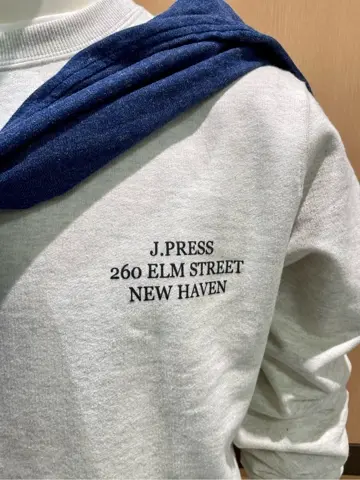 J.PRESS
260 ELM STREET
NEW HAVEN